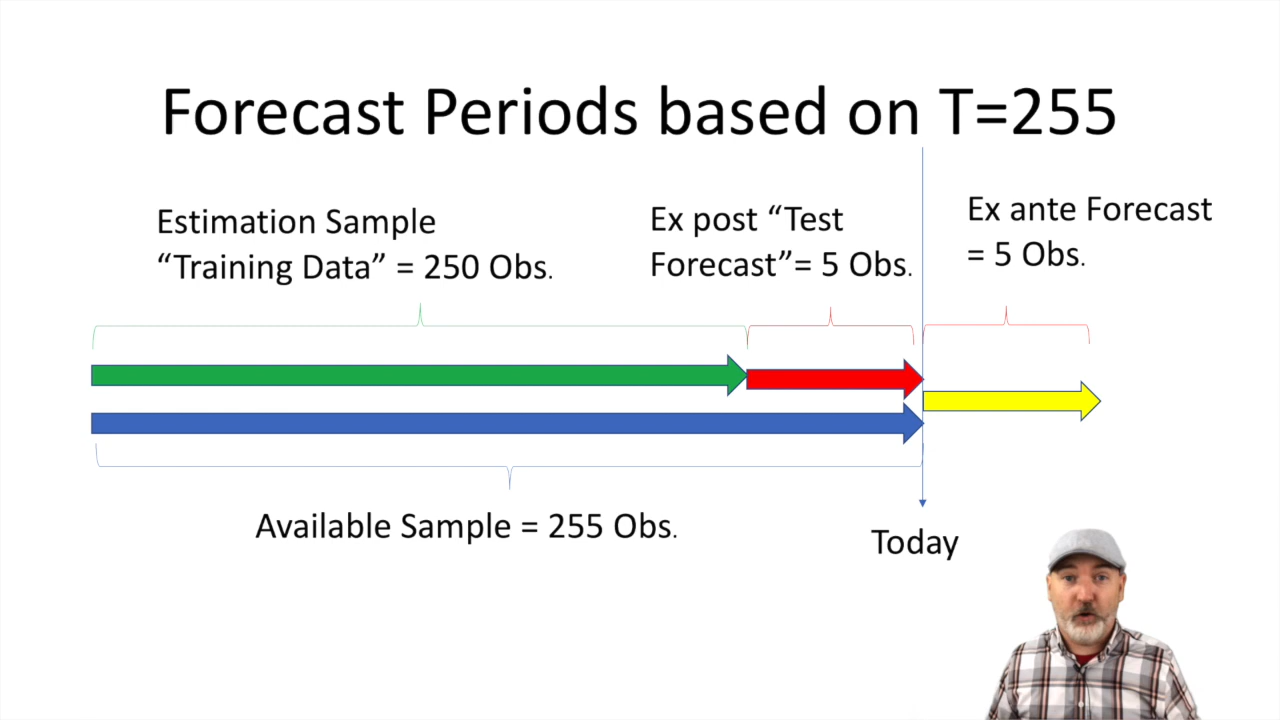 Forecast Periods based on T=255
Estimation Sample
“Training Data” = 250 Obs.
Ex post “Test
Forecast”= 5 Obs.
Ex ante Forecast
= 5 Obs.
Available Sample = 255 Obs.
Today